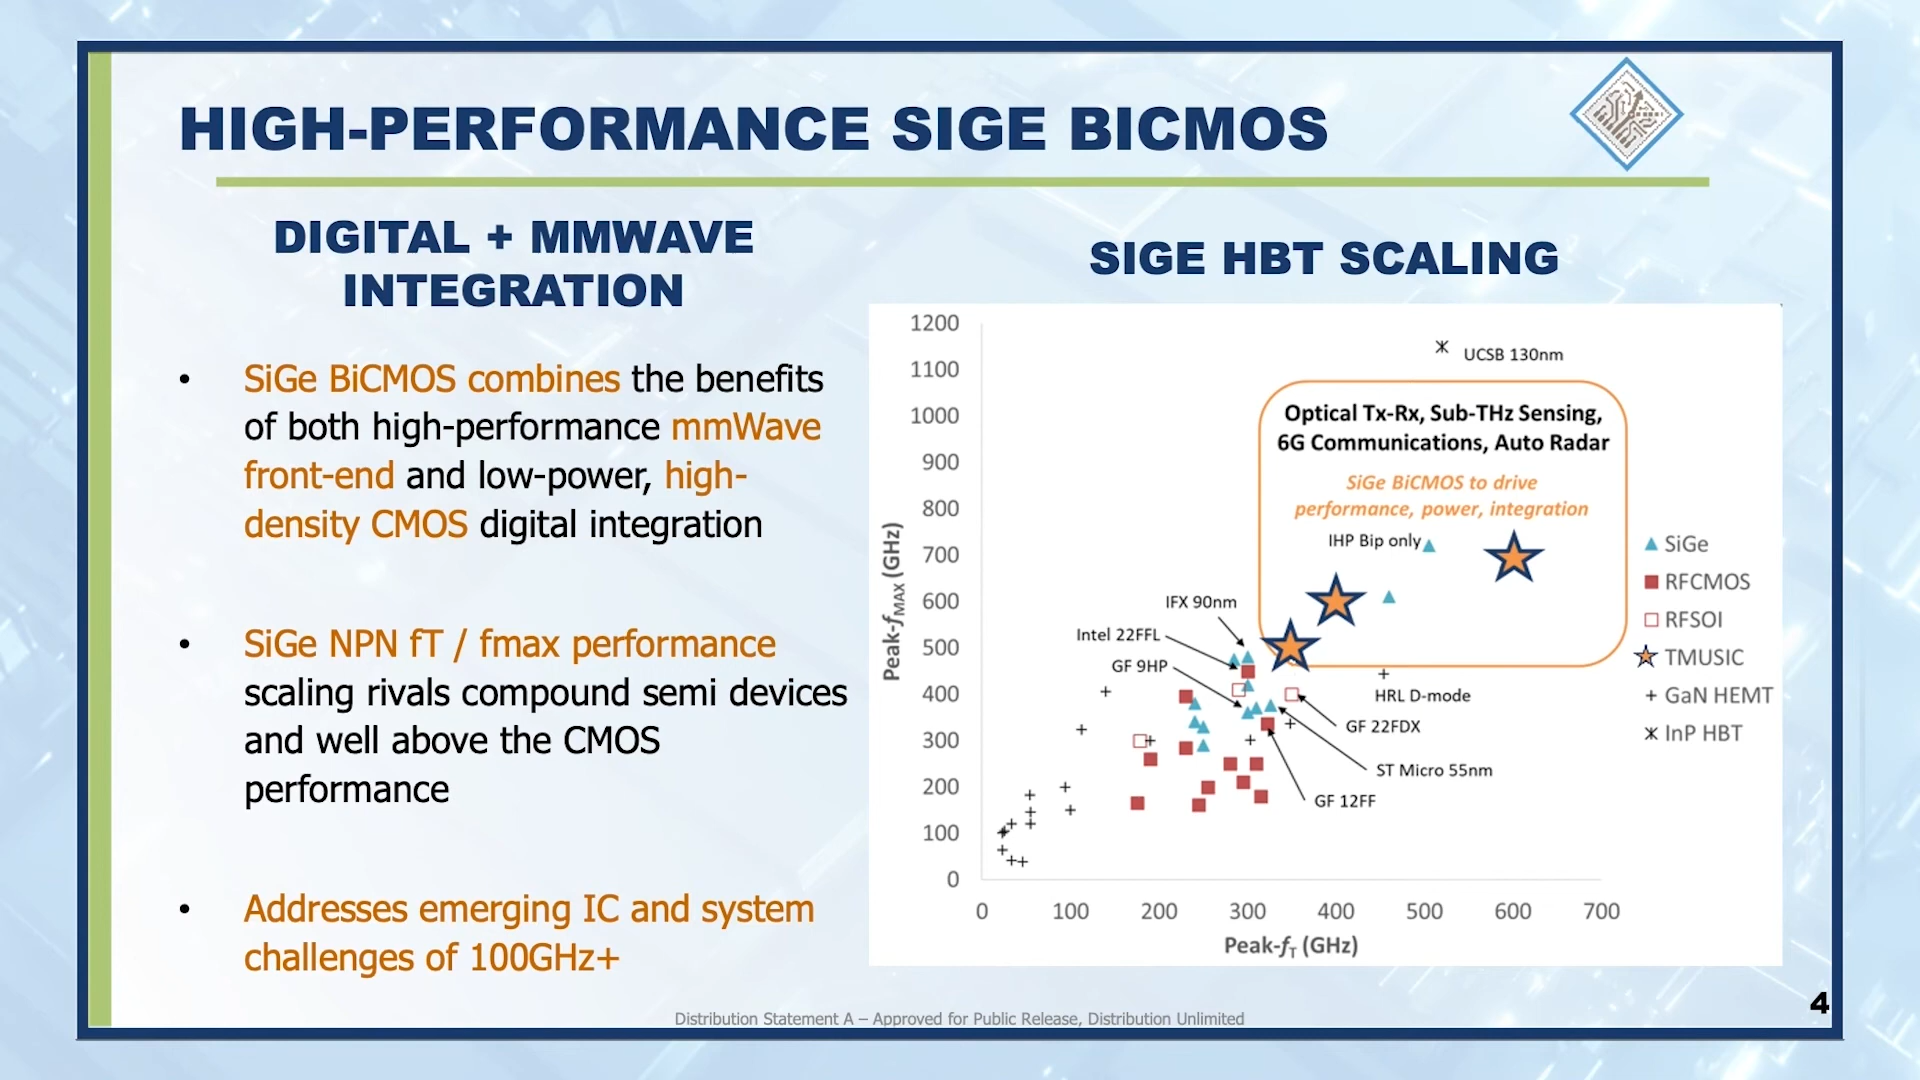 HIGH-PERFORMANCE SIGE BICMOS
DIGITAL + MMWAVE
INTEGRATION
• SiGe BiCMOS combines the benefits
of both high-performance mmWave
front-end and low-power, high-
density CMOS digital integration
• SiGe NPN fT / fmax performance
scaling rivals compound semi devices
and well above the CMOS
performance
• Addresses emerging IC and system
challenges of 100GHz+
SIGE HBT SCALING
1200
1100
1000
900
800
700
600
500
400
300
200
100
0
Peak-fMAX (GHz)
UCSB 130nm
Optical Tx-Rx, Sub-THz Sensing,
6G Communications, Auto Radar
SiGe BiCMOS to drive
performance, power, integration
IHP Bip only
IFX 90nm
Intel 22FFL
GF 9HP
HRL D-mode
GF 22FDX
ST Micro 55nm
GF 12FF
SiGe
RFCMOS
RFSOI
TMUSIC
GaN HEMT
InP HBT
0 100 200 300 400 500 600 700
Peak-fT (GHz)
Distribution Statement A – Approved for Public Release, Distribution Unlimited
4